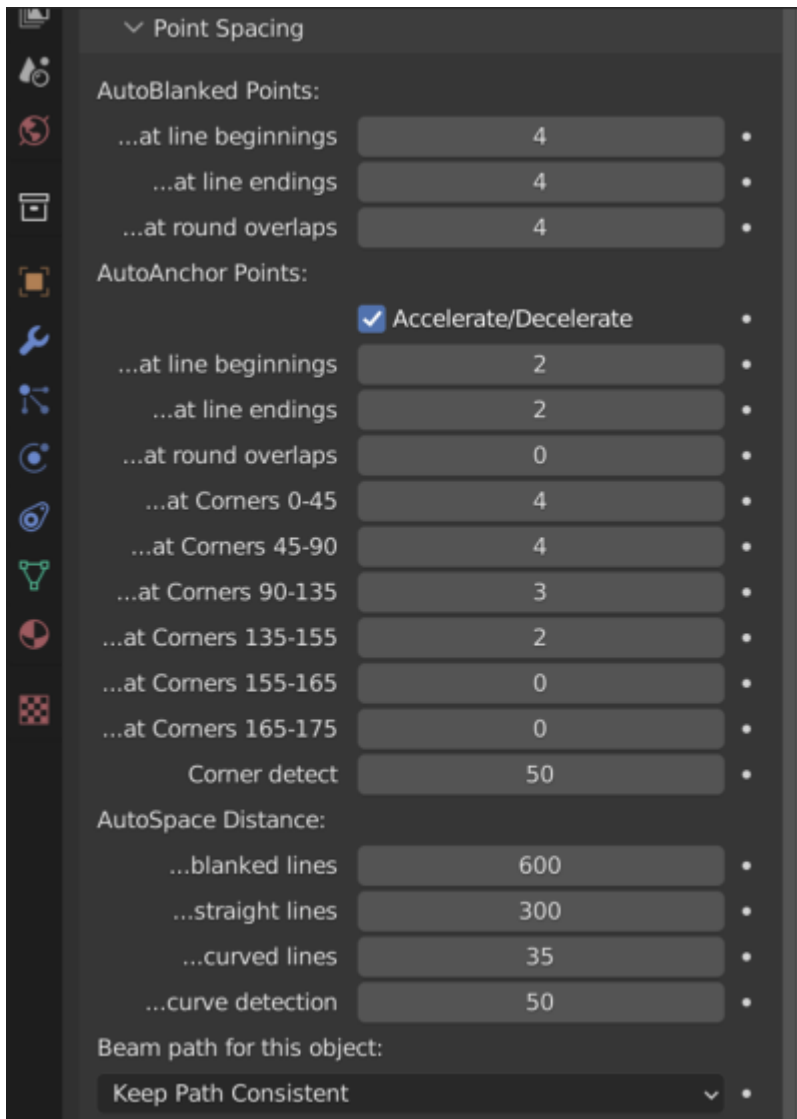 Point Spacing
AutoBlanked Points:
...at line beginnings 4
...at line endings 4
...at round overlaps 4
AutoAnchor Points:
Accelerate/Decelerate
...at line beginnings 2
...at line endings 2
...at round overlaps 0
...at Corners 0-45 4
...at Corners 45-90 4
...at Corners 90-135 3
...at Corners 135-155 2
...at Corners 155-165 0
...at Corners 165-175 0
Corner detect 50
AutoSpace Distance:
...blanked lines 600
...straight lines 300
...curved lines 35
...curve detection 50
Beam path for this object:
Keep Path Consistent